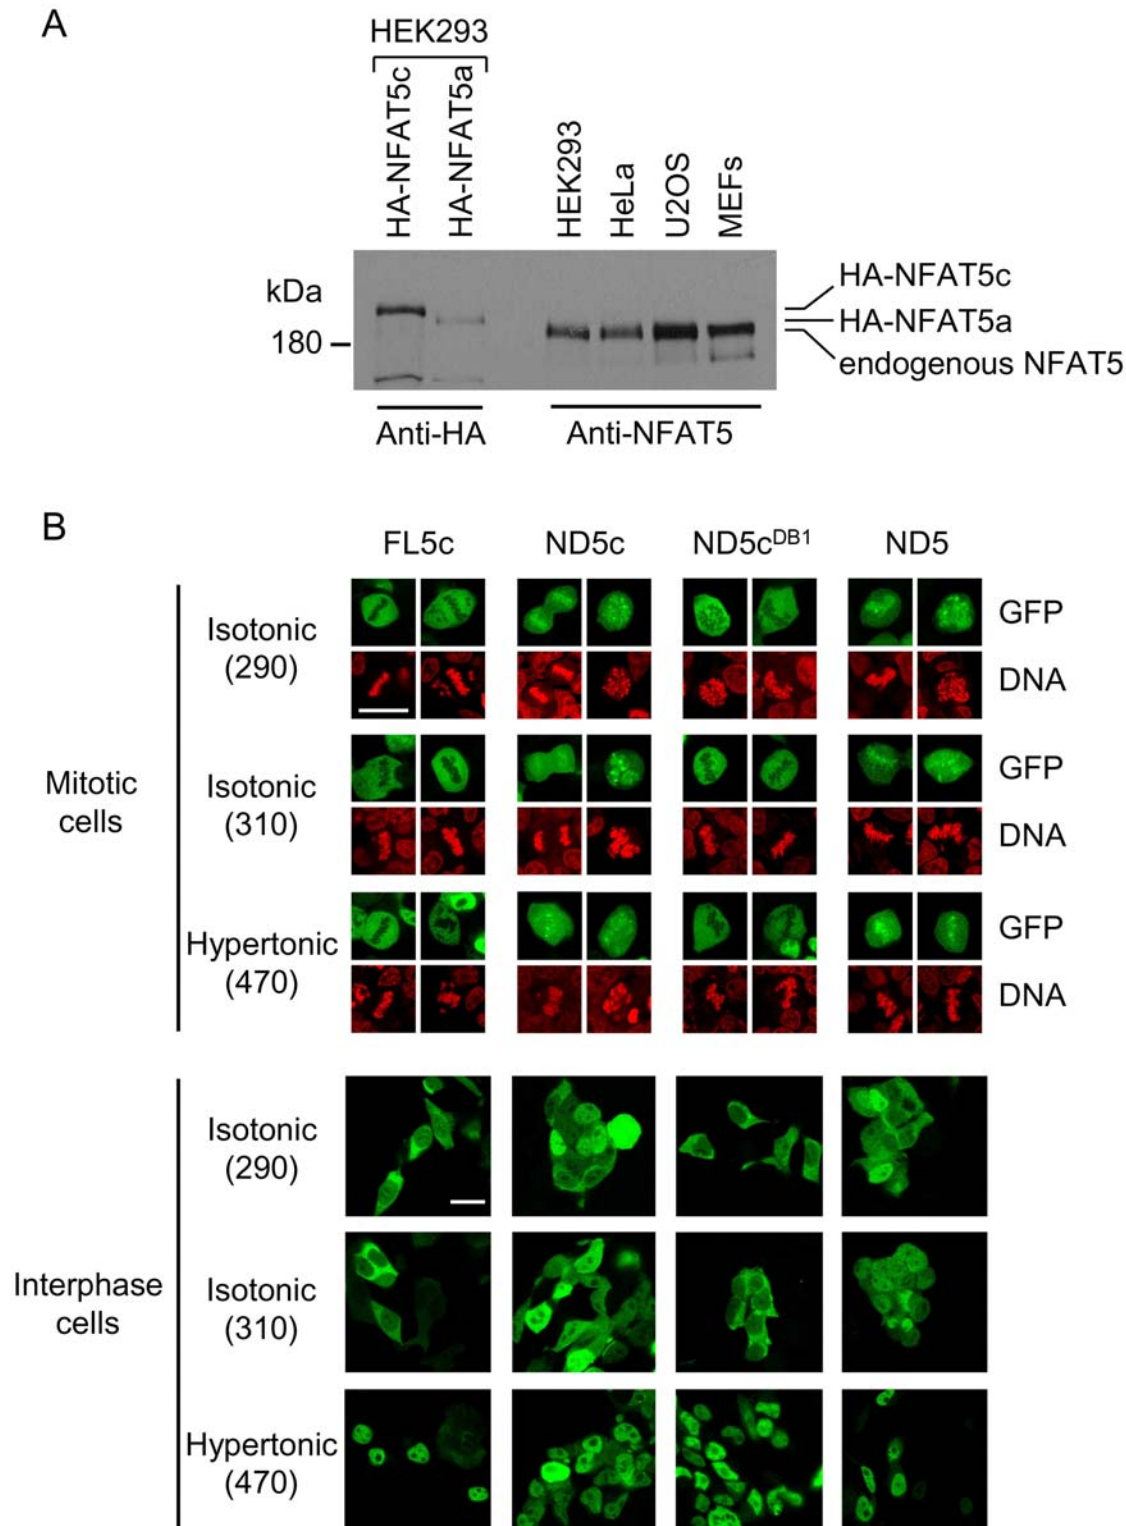 A
HEK293
HA-NFAT5c
HA-NFAT5a
HEK293
HeLa
U2OS
MEFs
kDa
180
HA-NFAT5c
HA-NFAT5a
endogenous NFAT5
Anti-HA
Anti-NFAT5
B
FL5c
ND5c
ND5cDB1
ND5
Mitotic
cells
Isotonic
(290)
GFP
DNA
Isotonic
(310)
GFP
DNA
Hypertonic
(470)
GFP
DNA
Interphase
cells
Isotonic
(290)
Isotonic
(310)
Hypertonic
(470)